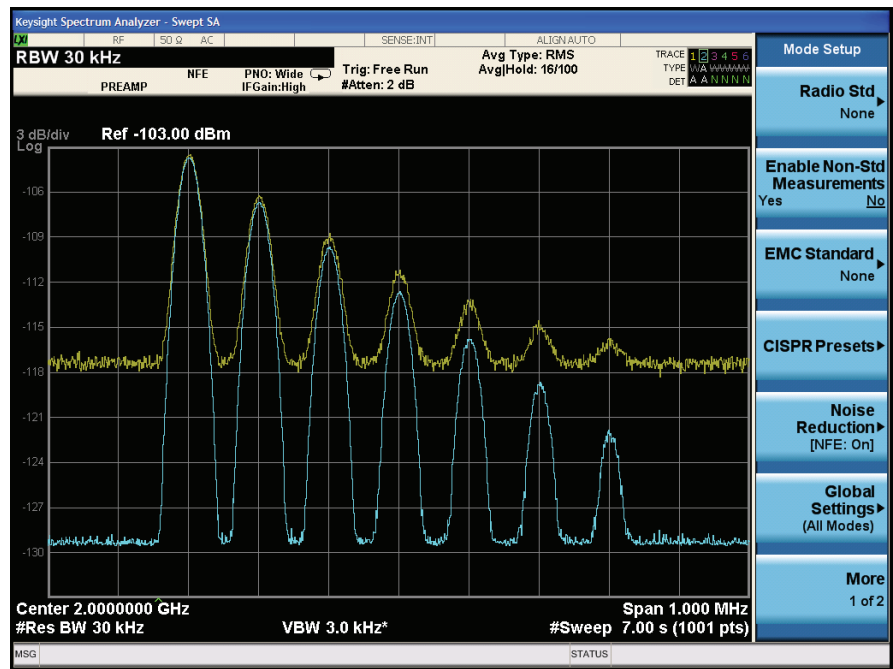 Keysight Spectrum Analyzer - Swept SA
LXI RF 50 Ω AC SENSE:INT ALIGN AUTO
RBW 30 kHz
NFE
PREAMP
PNO: Wide
IFGain:High
Trig: Free Run
#Atten: 2 dB
Avg Type: RMS
Avg|Hold: 16/100
TRACE 1 2 3 4 5 6
TYPE W A W W W W
DET A A N N N N
3 dB/div Ref -103.00 dBm
Log
-106
-109
-112
-115
-118
-121
-124
-127
-130
Center 2.0000000 GHz Span 1.000 MHz
#Res BW 30 kHz VBW 3.0 kHz* #Sweep 7.00 s (1001 pts)
MSG STATUS
Mode Setup
Radio Std
None
Enable Non-Std
Measurements
Yes No
EMC Standard
None
CISPR Presets
Noise
Reduction
[NFE: On]
Global
Settings
(All Modes)
More
1 of 2